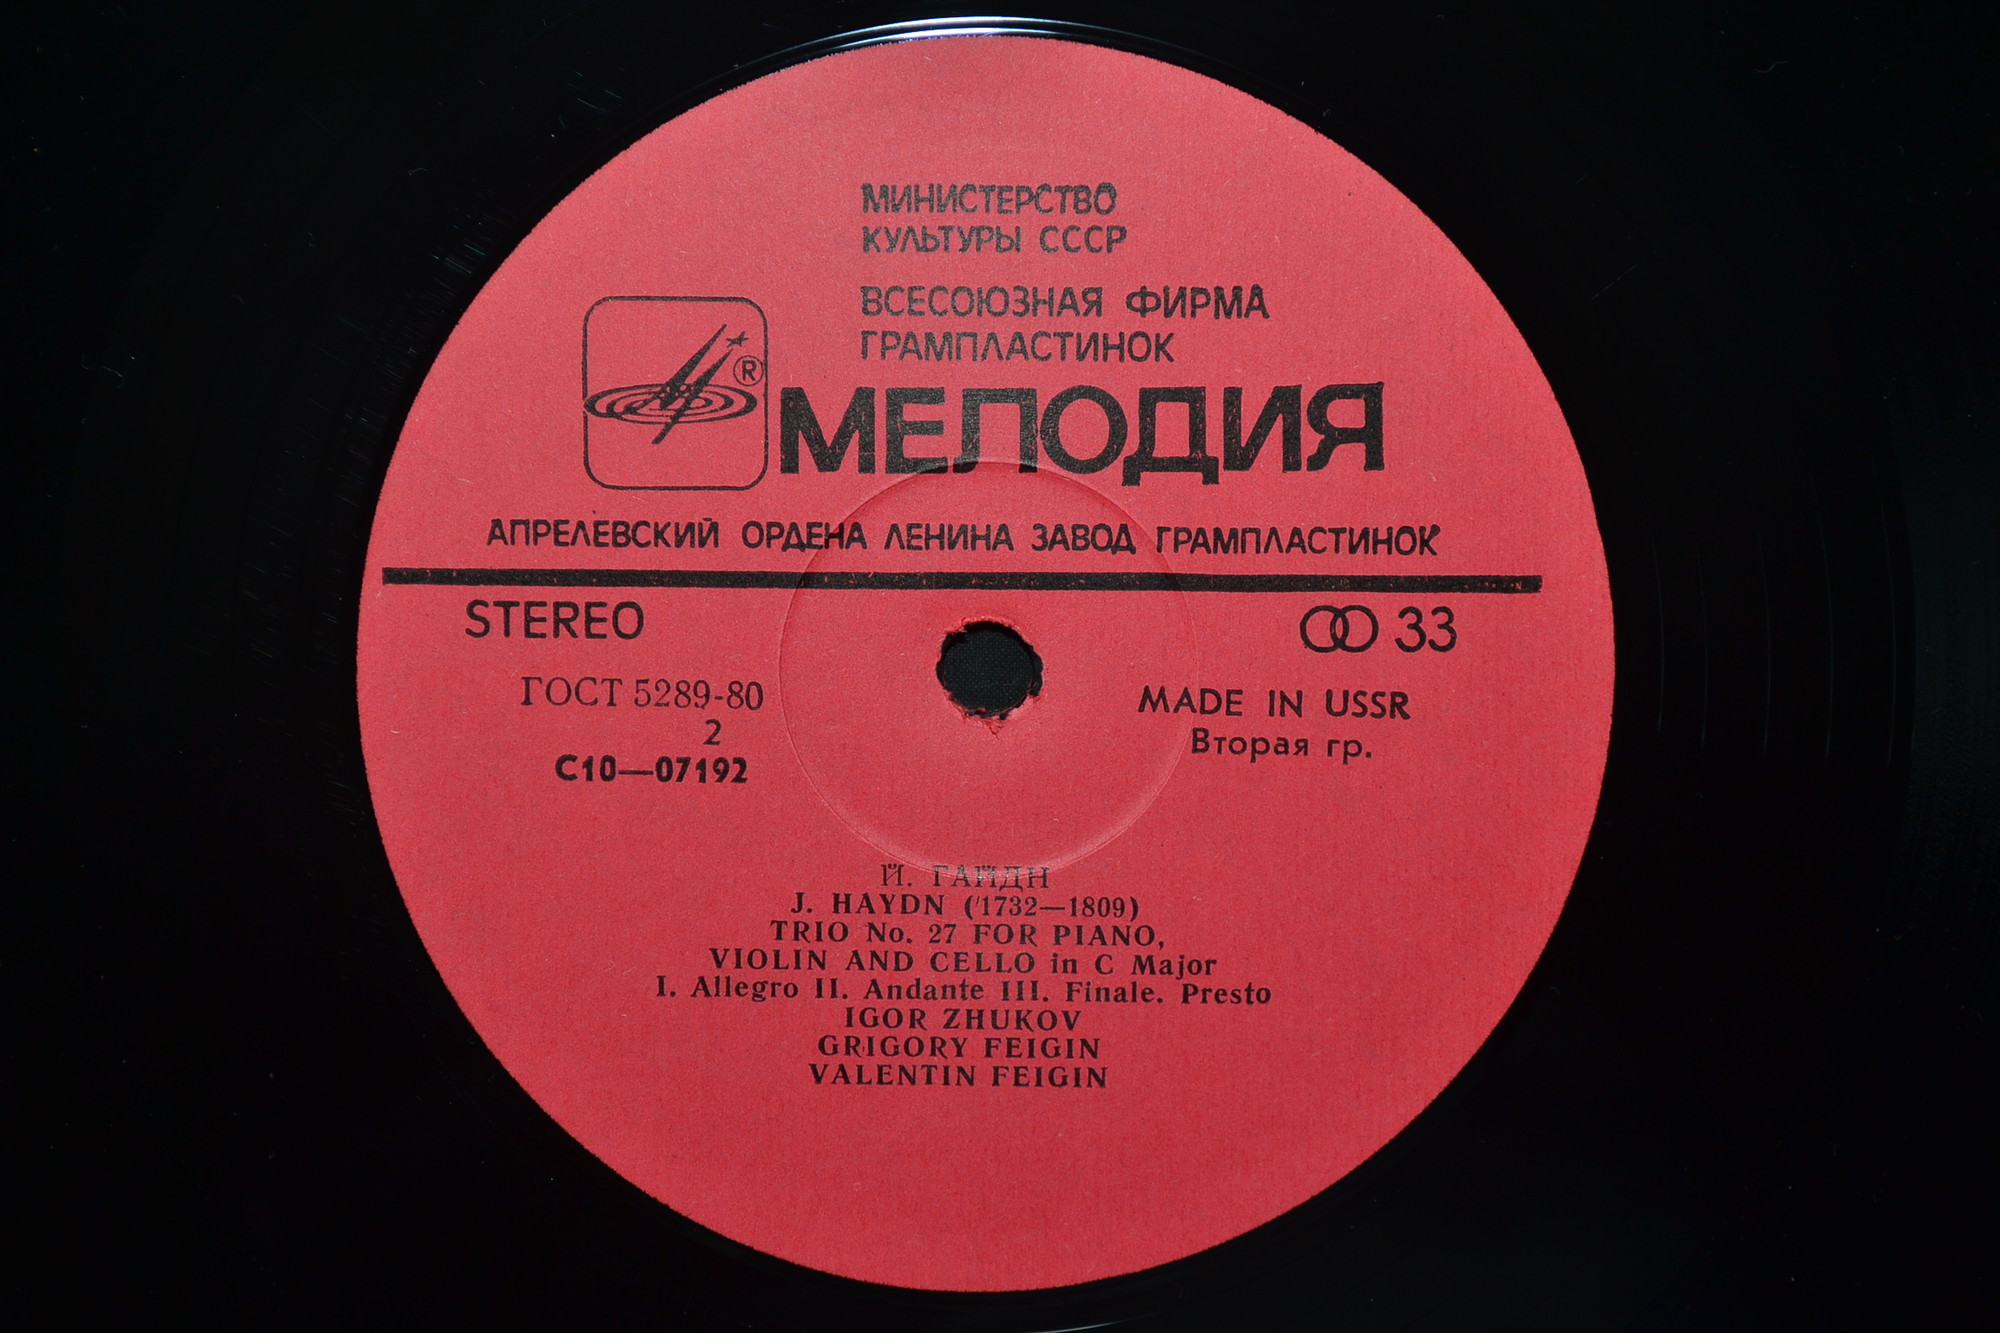 МИНИСТЕРСТВО
КУЛЬТУРЫ СССР
ВСЕСОЮЗНАЯ ФИРМА
ГРАМПЛАСТИНОК
®
МЕЛОДИЯ
АПРЕЛЕВСКИЙ ОРДЕНА ЛЕНИНА ЗАВОД ГРАМПЛАСТИНОК
STEREO
33
ГОСТ 5289-80
2
С10—07192
MADE IN USSR
Вторая гр.
Й. ГАЙДН
J. HAYDN (1732—1809)
TRIO No. 27 FOR PIANO,
VIOLIN AND CELLO in C Major
I. Allegro II. Andante III. Finale. Presto
IGOR ZHUKOV
GRIGORY FEIGIN
VALENTIN FEIGIN